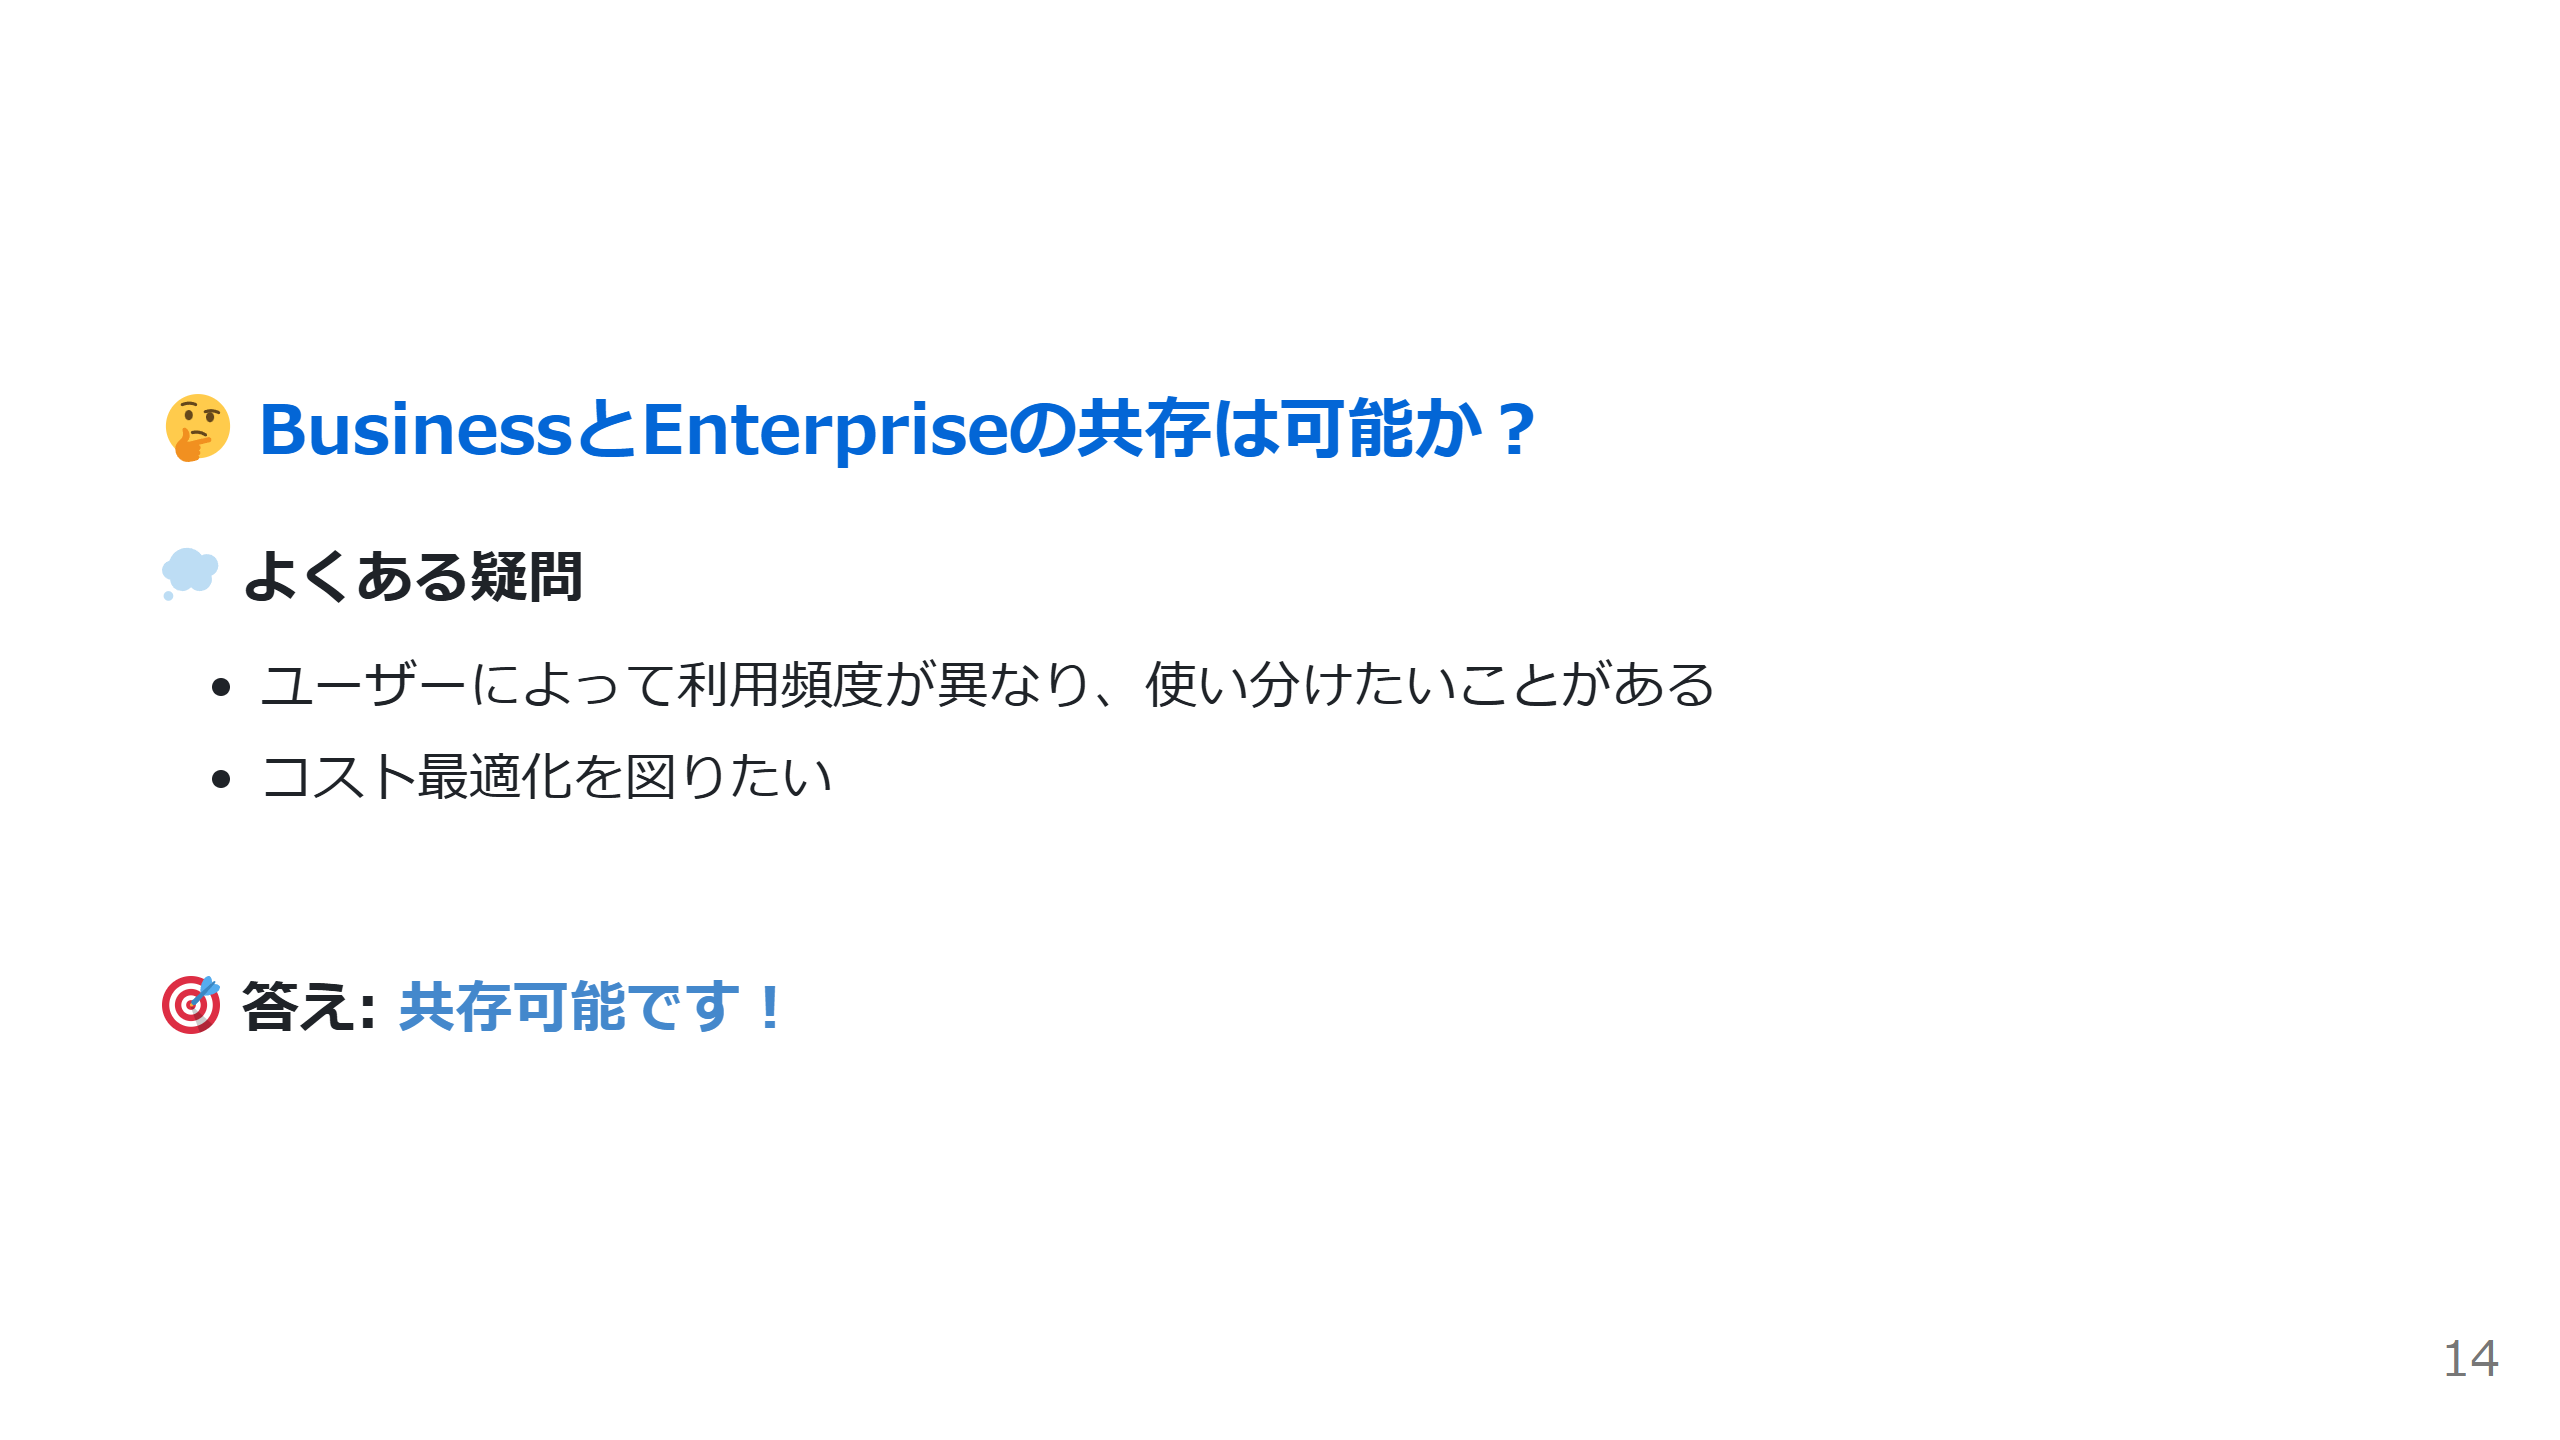 🤔 BusinessとEnterpriseの共存は可能か？
💭 よくある疑問
• ユーザーによって利用頻度が異なり、使い分けたいことがある
• コスト最適化を図りたい
🎯 答え: 共存可能です！
14